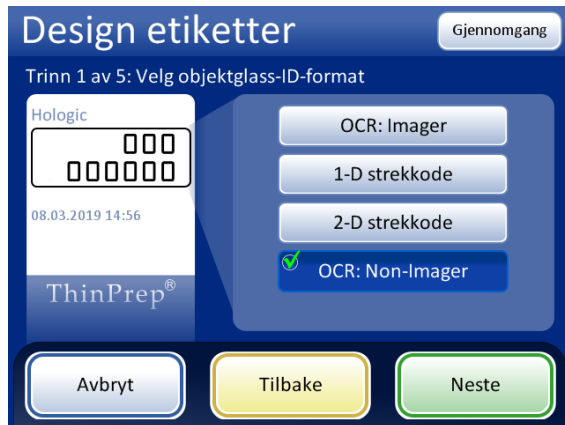 Design etiketter
Gjennomgang
Trinn 1 av 5: Velg objektglass-ID-format
Hologic
000
000000
08.03.2019 14:56
ThinPrep®
OCR: Imager
1-D strekkode
2-D strekkode
OCR: Non-Imager
Avbryt
Tilbake
Neste